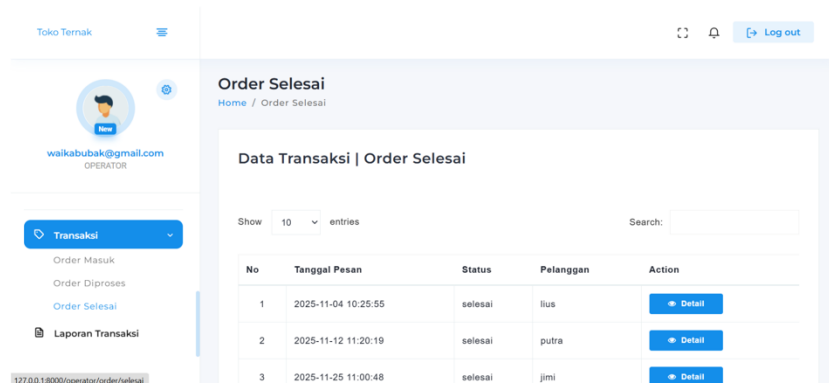 Toko Ternak
Log out
New
waikabubak@gmail.com
OPERATOR
Transaksi
Order Masuk
Order Diproses
Order Selesai
Laporan Transaksi
127.0.0.1:8000/operator/order/selesai
Order Selesai
Home / Order Selesai
Data Transaksi | Order Selesai
Show 10 entries Search:
No Tanggal Pesan Status Pelanggan Action
1 2025-11-04 10:25:55 selesai lius Detail
2 2025-11-12 11:20:19 selesai putra Detail
3 2025-11-25 11:00:48 selesai jimi Detail